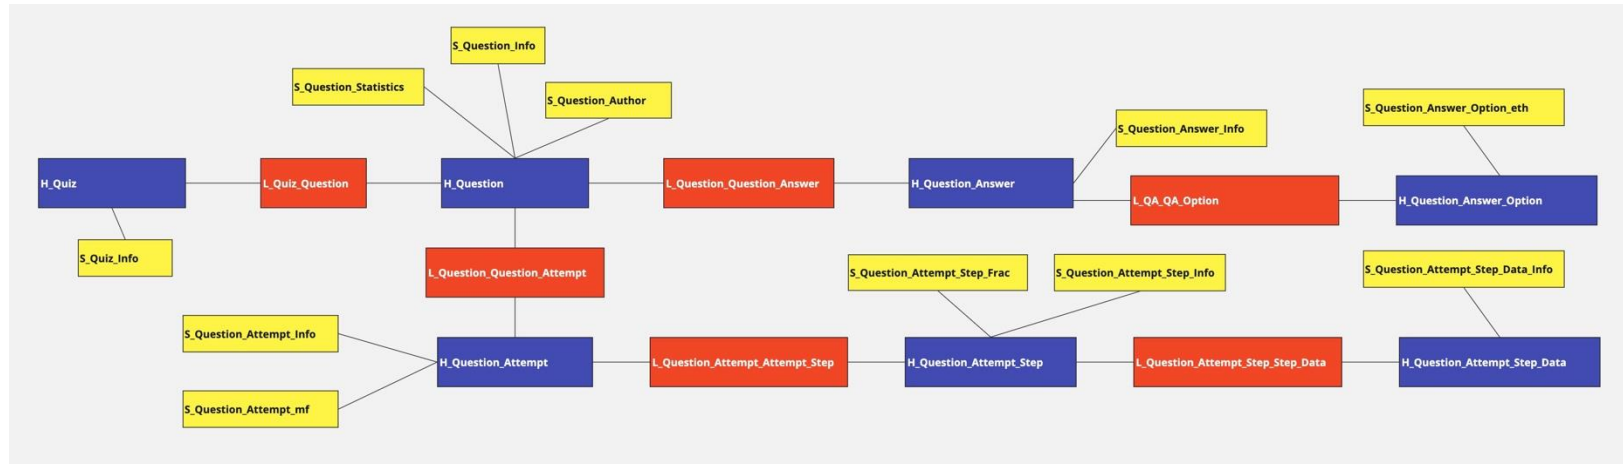 S_Question_Info
S_Question_Statistics
S_Question_Author
S_Question_Answer_Option_eth
S_Question_Answer_Info
H_Quiz
L_Quiz_Question
H_Question
L_Question_Question_Answer
H_Question_Answer
L_QA_QA_Option
H_Question_Answer_Option
S_Quiz_Info
L_Question_Question_Attempt
S_Question_Attempt_Step_Frac
S_Question_Attempt_Step_Info
S_Question_Attempt_Step_Data_Info
S_Question_Attempt_Info
H_Question_Attempt
L_Question_Attempt_Attempt_Step
H_Question_Attempt_Step
L_Question_Attempt_Step_Step_Data
H_Question_Attempt_Step_Data
S_Question_Attempt_mf